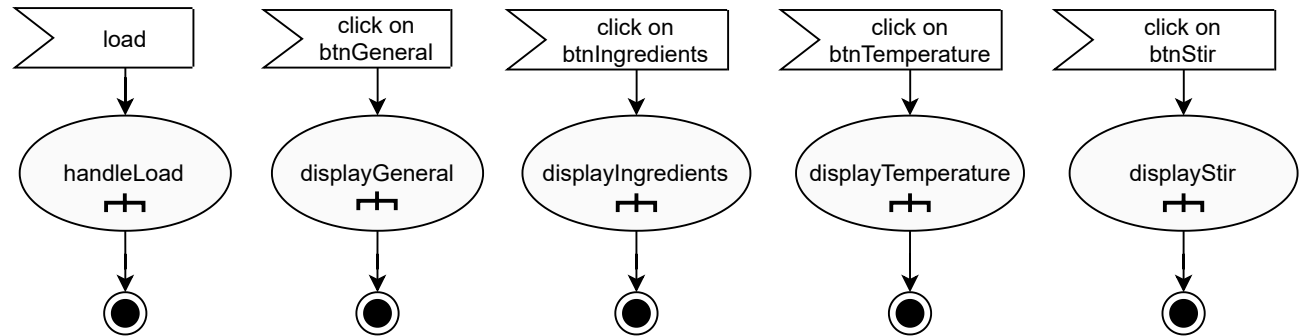 load
click on
btnGeneral
click on
btnIngredients
click on
btnTemperature
click on
btnStir
handleLoad
displayGeneral
displayIngredients
displayTemperature
displayStir